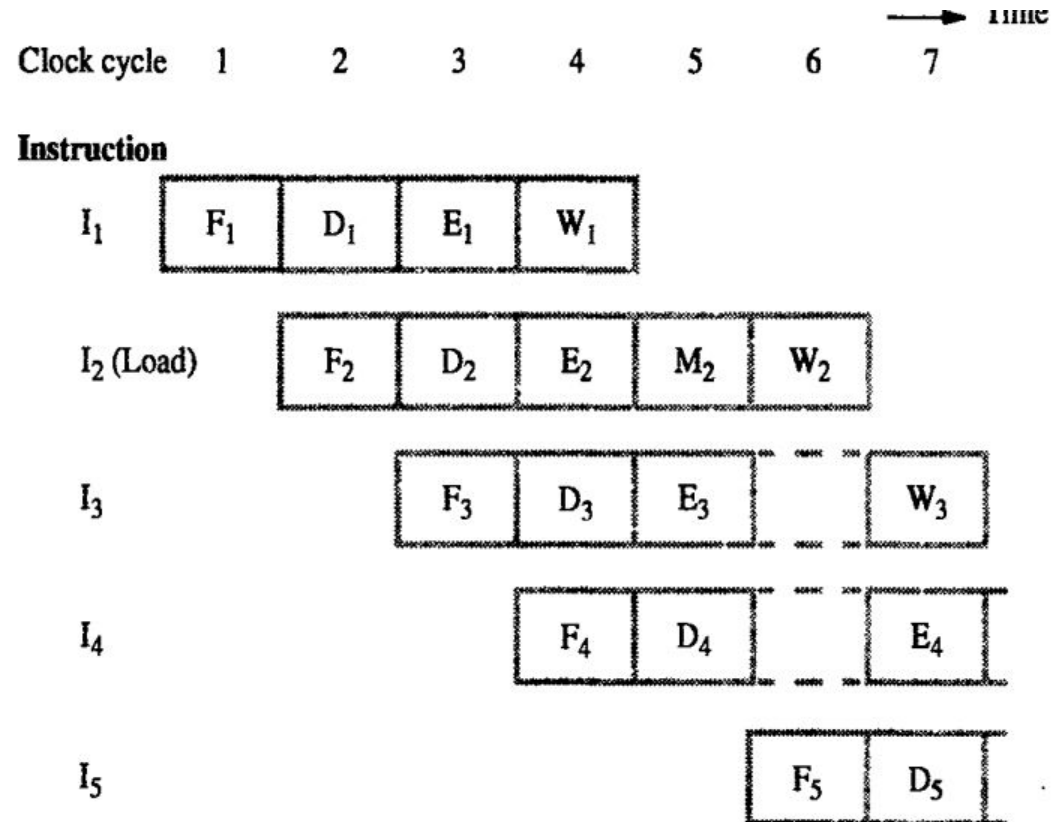 Time
Clock cycle 1 2 3 4 5 6 7
Instruction
I1 F1 D1 E1 W1
I2 (Load) F2 D2 E2 M2 W2
I3 F3 D3 E3 W3
I4 F4 D4 E4
I5 F5 D5